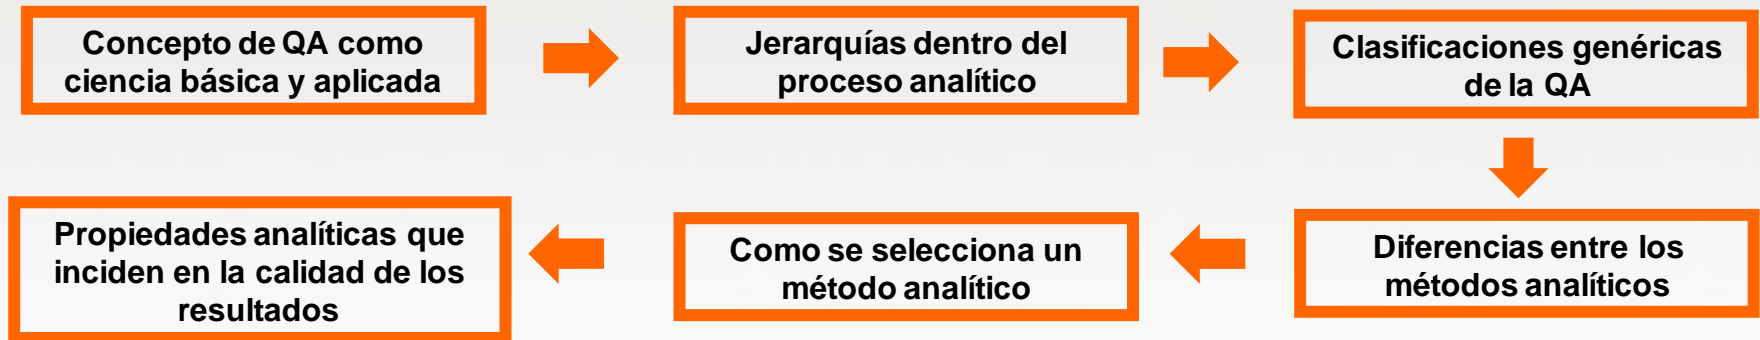 Concepto de QA como
ciencia básica y aplicada
Jerarquías dentro del
proceso analítico
Clasificaciones genéricas
de la QA
Diferencias entre los
métodos analíticos
Como se selecciona un
método analítico
Propiedades analíticas que
inciden en la calidad de los
resultados